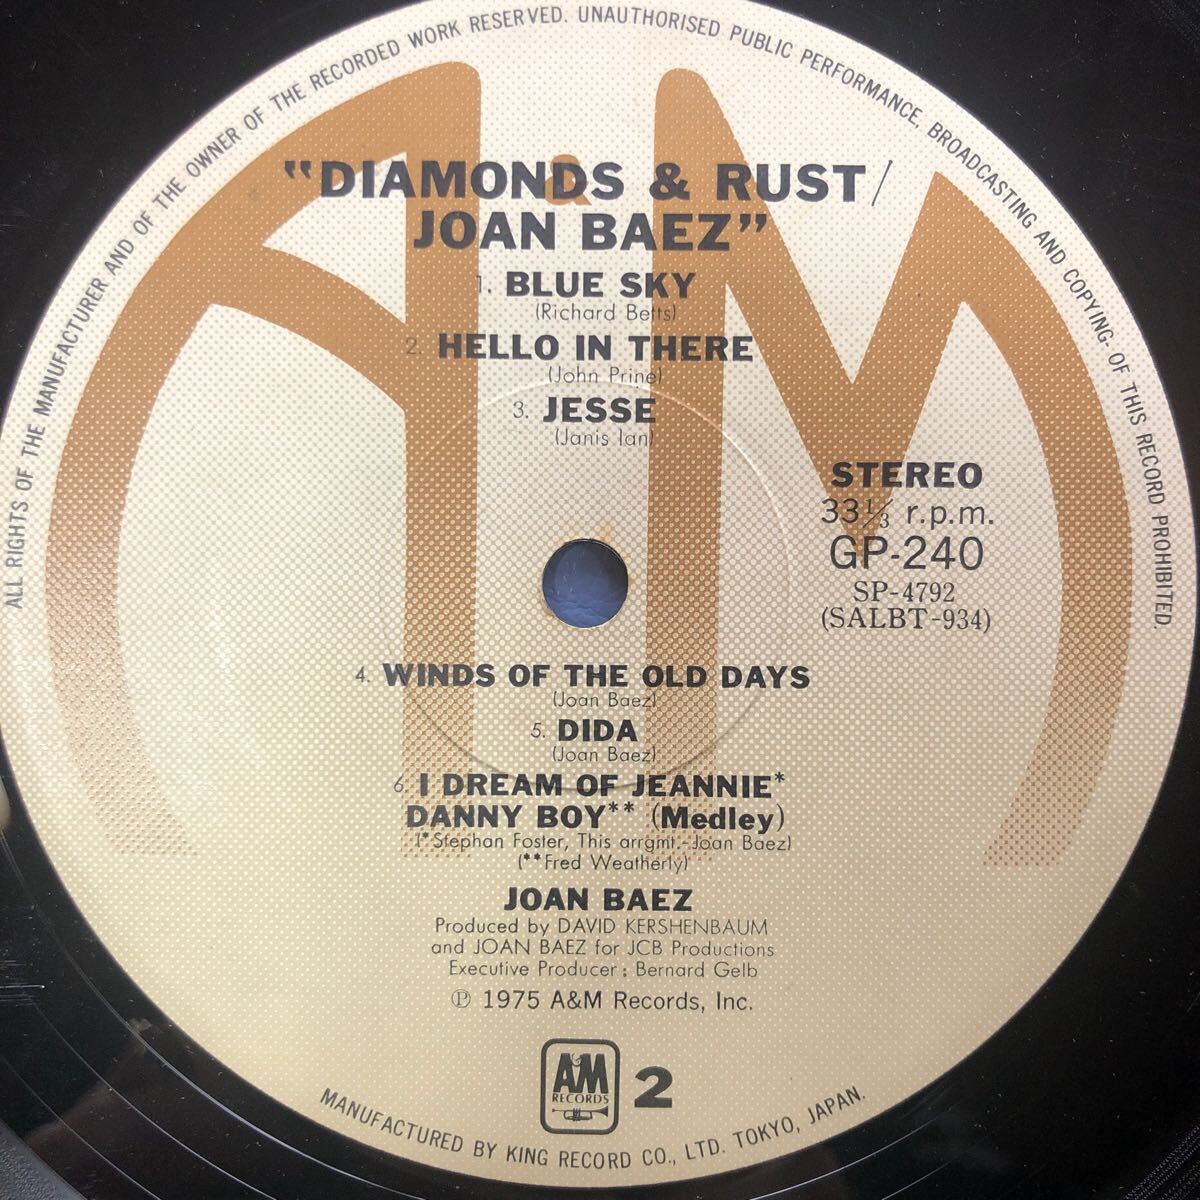 ALL RIGHTS OF THE MANUFACTURER AND OF THE OWNER OF THE RECORDED WORK RESERVED. UNAUTHORISED PUBLIC PERFORMANCE, BROADCASTING AND COPYING- OF THIS RECORD PROHIBITED.
"DIAMONDS & RUST/
JOAN BAEZ"
1. BLUE SKY
(Richard Betts)
2. HELLO IN THERE
(John Prine)
3. JESSE
(Janis Ian)
STEREO
33 1/3 r.p.m.
GP-240
SP-4792
(SALBT-934)
4. WINDS OF THE OLD DAYS
(Joan Baez)
5. DIDA
(Joan Baez)
6. I DREAM OF JEANNIE*
DANNY BOY** (Medley)
(*Stephan Foster, This arrgmt.-Joan Baez)
(**Fred Weatherly)
JOAN BAEZ
Produced by DAVID KERSHENBAUM
and JOAN BAEZ for JCB Productions
Executive Producer : Bernard Gelb
℗ 1975 A&M Records, Inc.
A&M
RECORDS
2
MANUFACTURED BY KING RECORD CO., LTD. TOKYO, JAPAN.